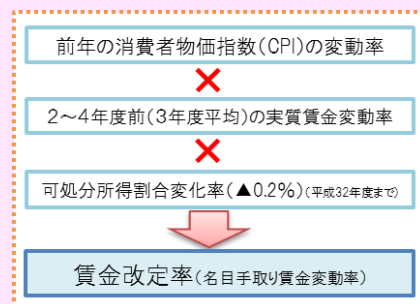 前年の消費者物価指数(CPI)の変動率
×
2～4年度前(3年度平均)の実質賃金変動率
×
可処分所得割合変化率(▲0.2%)(平成32年度まで)
賃金改定率(名目手取り賃金変動率)